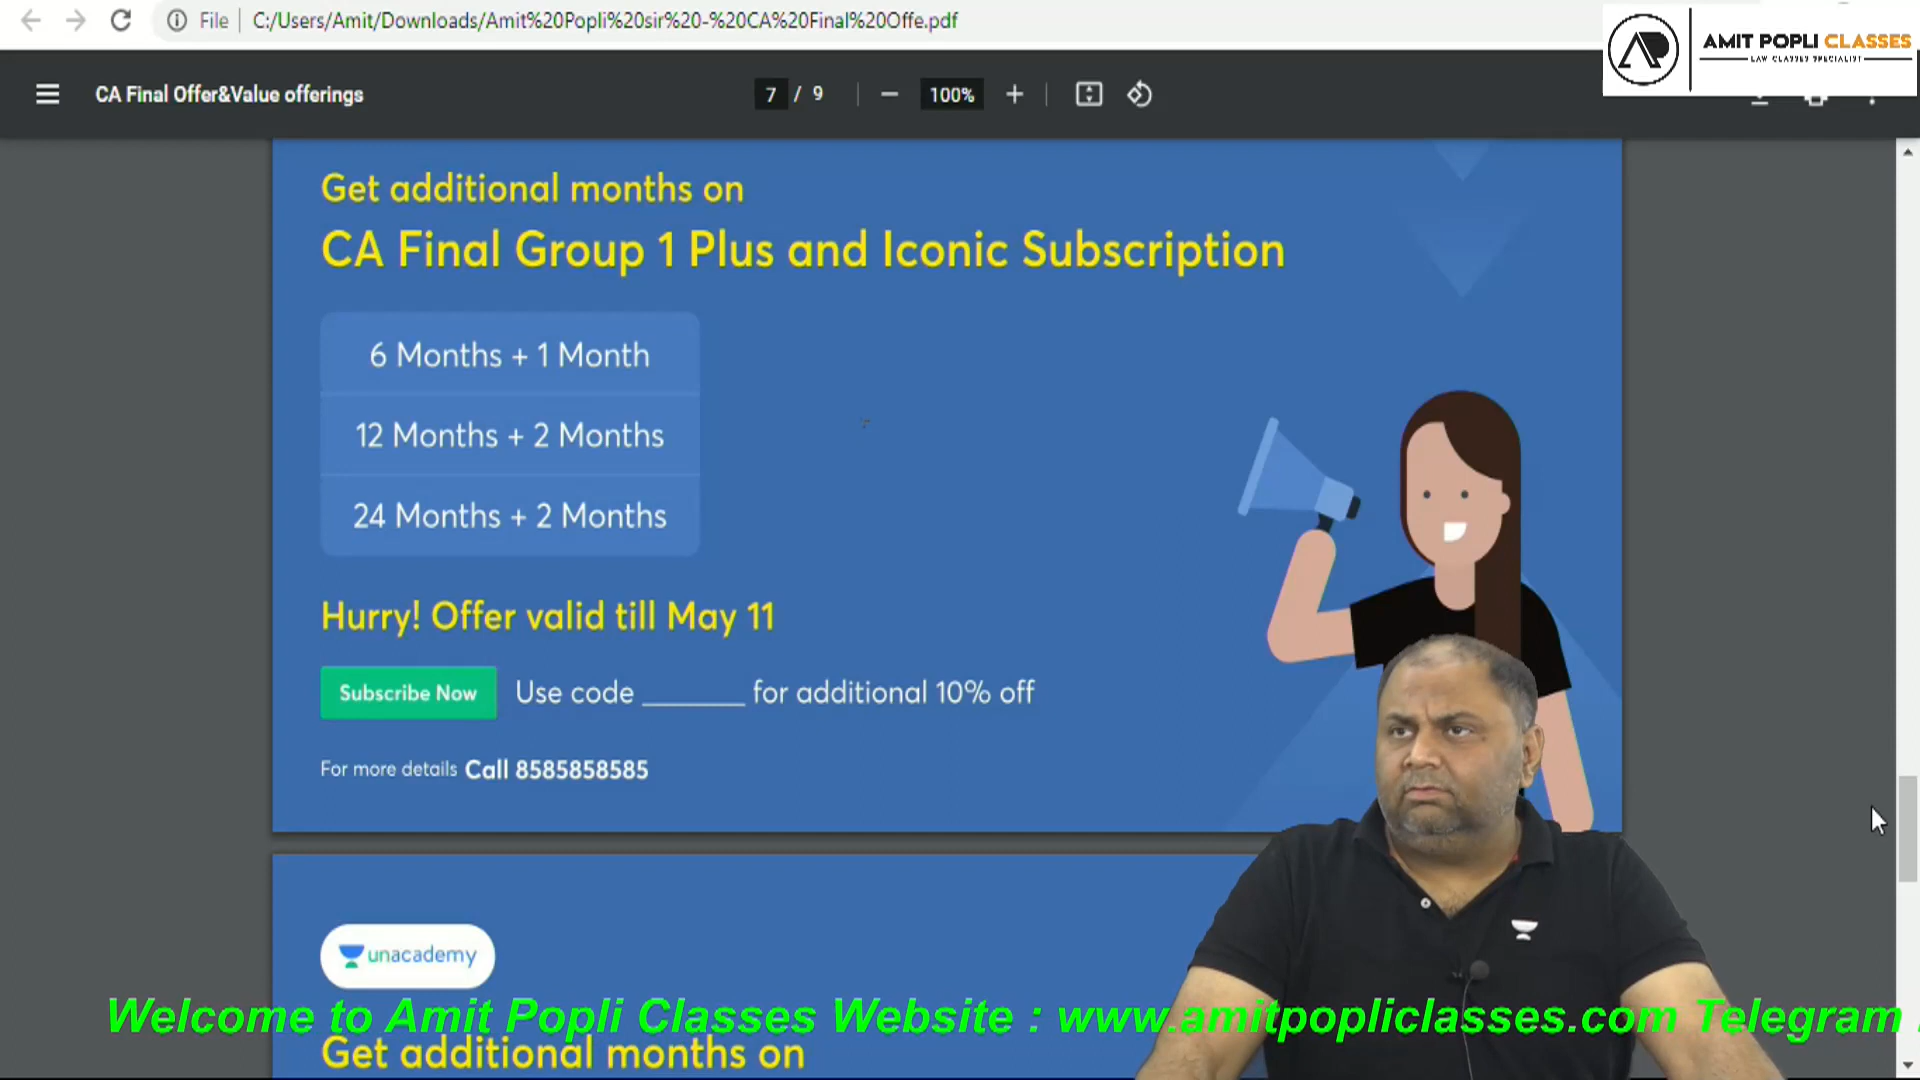 File
C:/Users/Amit/Downloads/Amit%20Popli%20sir%20-%20CA%20Final%20Offe.pdf
AMIT POPLI CLASSES
LAW CLASSES SPECIALIST
CA Final Offer&Value offerings
7 / 9
100%
Get additional months on
CA Final Group 1 Plus and Iconic Subscription
6 Months + 1 Month
12 Months + 2 Months
24 Months + 2 Months
Hurry! Offer valid till May 11
Subscribe Now
Use code _______ for additional 10% off
For more details Call 8585858585
unacademy
Welcome to Amit Popli Classes Website : www.amitpopliclasses.com Telegram
Get additional months on